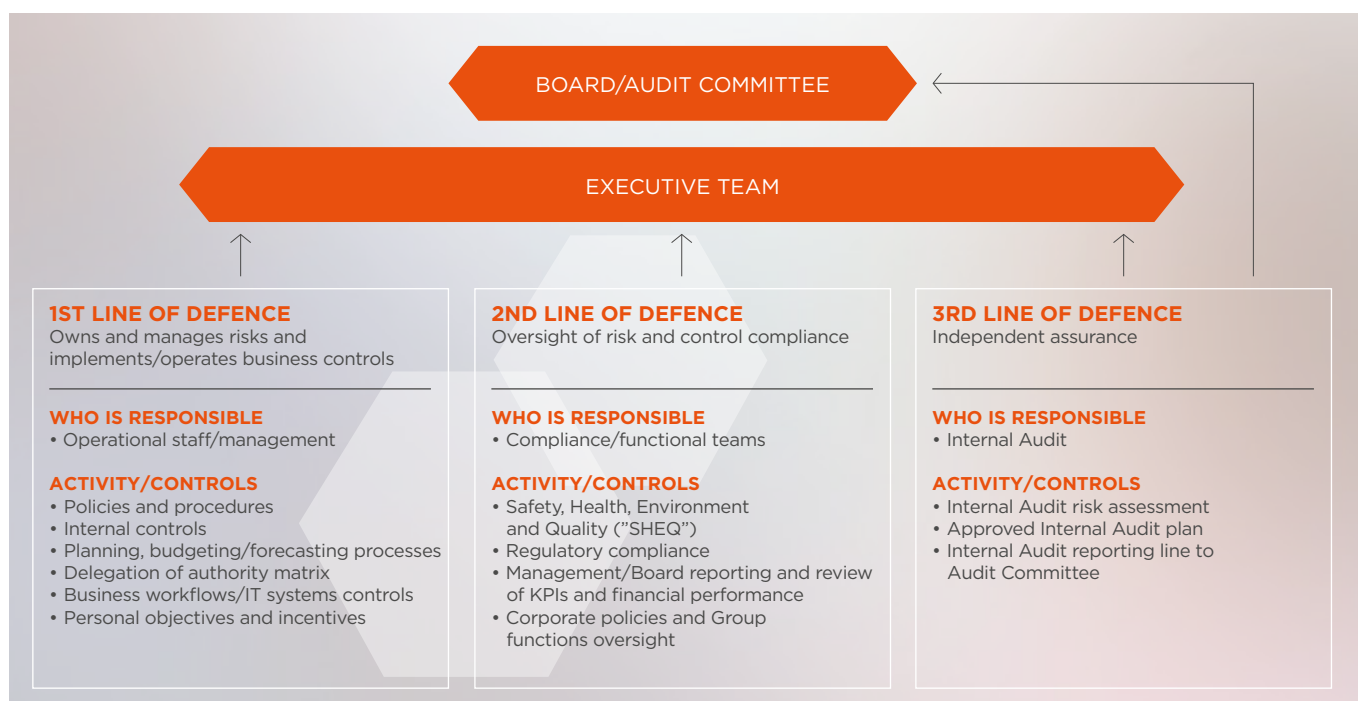 BOARD/AUDIT COMMITTEE
EXECUTIVE TEAM
1ST LINE OF DEFENCE
Owns and manages risks and
implements/operates business controls
WHO IS RESPONSIBLE
• Operational staff/management
ACTIVITY/CONTROLS
• Policies and procedures
• Internal controls
• Planning, budgeting/forecasting processes
• Delegation of authority matrix
• Business workflows/IT systems controls
• Personal objectives and incentives
2ND LINE OF DEFENCE
Oversight of risk and control compliance
WHO IS RESPONSIBLE
• Compliance/functional teams
ACTIVITY/CONTROLS
• Safety, Health, Environment
and Quality (”SHEQ”)
• Regulatory compliance
• Management/Board reporting and review
of KPIs and financial performance
• Corporate policies and Group
functions oversight
3RD LINE OF DEFENCE
Independent assurance
WHO IS RESPONSIBLE
• Internal Audit
ACTIVITY/CONTROLS
• Internal Audit risk assessment
• Approved Internal Audit plan
• Internal Audit reporting line to
Audit Committee